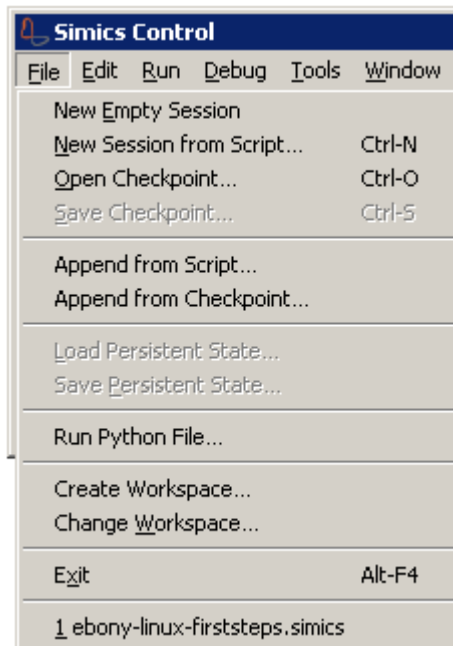 Simics Control
File Edit Run Debug Tools Window
New Empty Session
New Session from Script... Ctrl-N
Open Checkpoint... Ctrl-O
Save Checkpoint... Ctrl-S
Append from Script...
Append from Checkpoint...
Load Persistent State...
Save Persistent State...
Run Python File...
Create Workspace...
Change Workspace...
Exit Alt-F4
1 ebony-linux-firststeps.simics